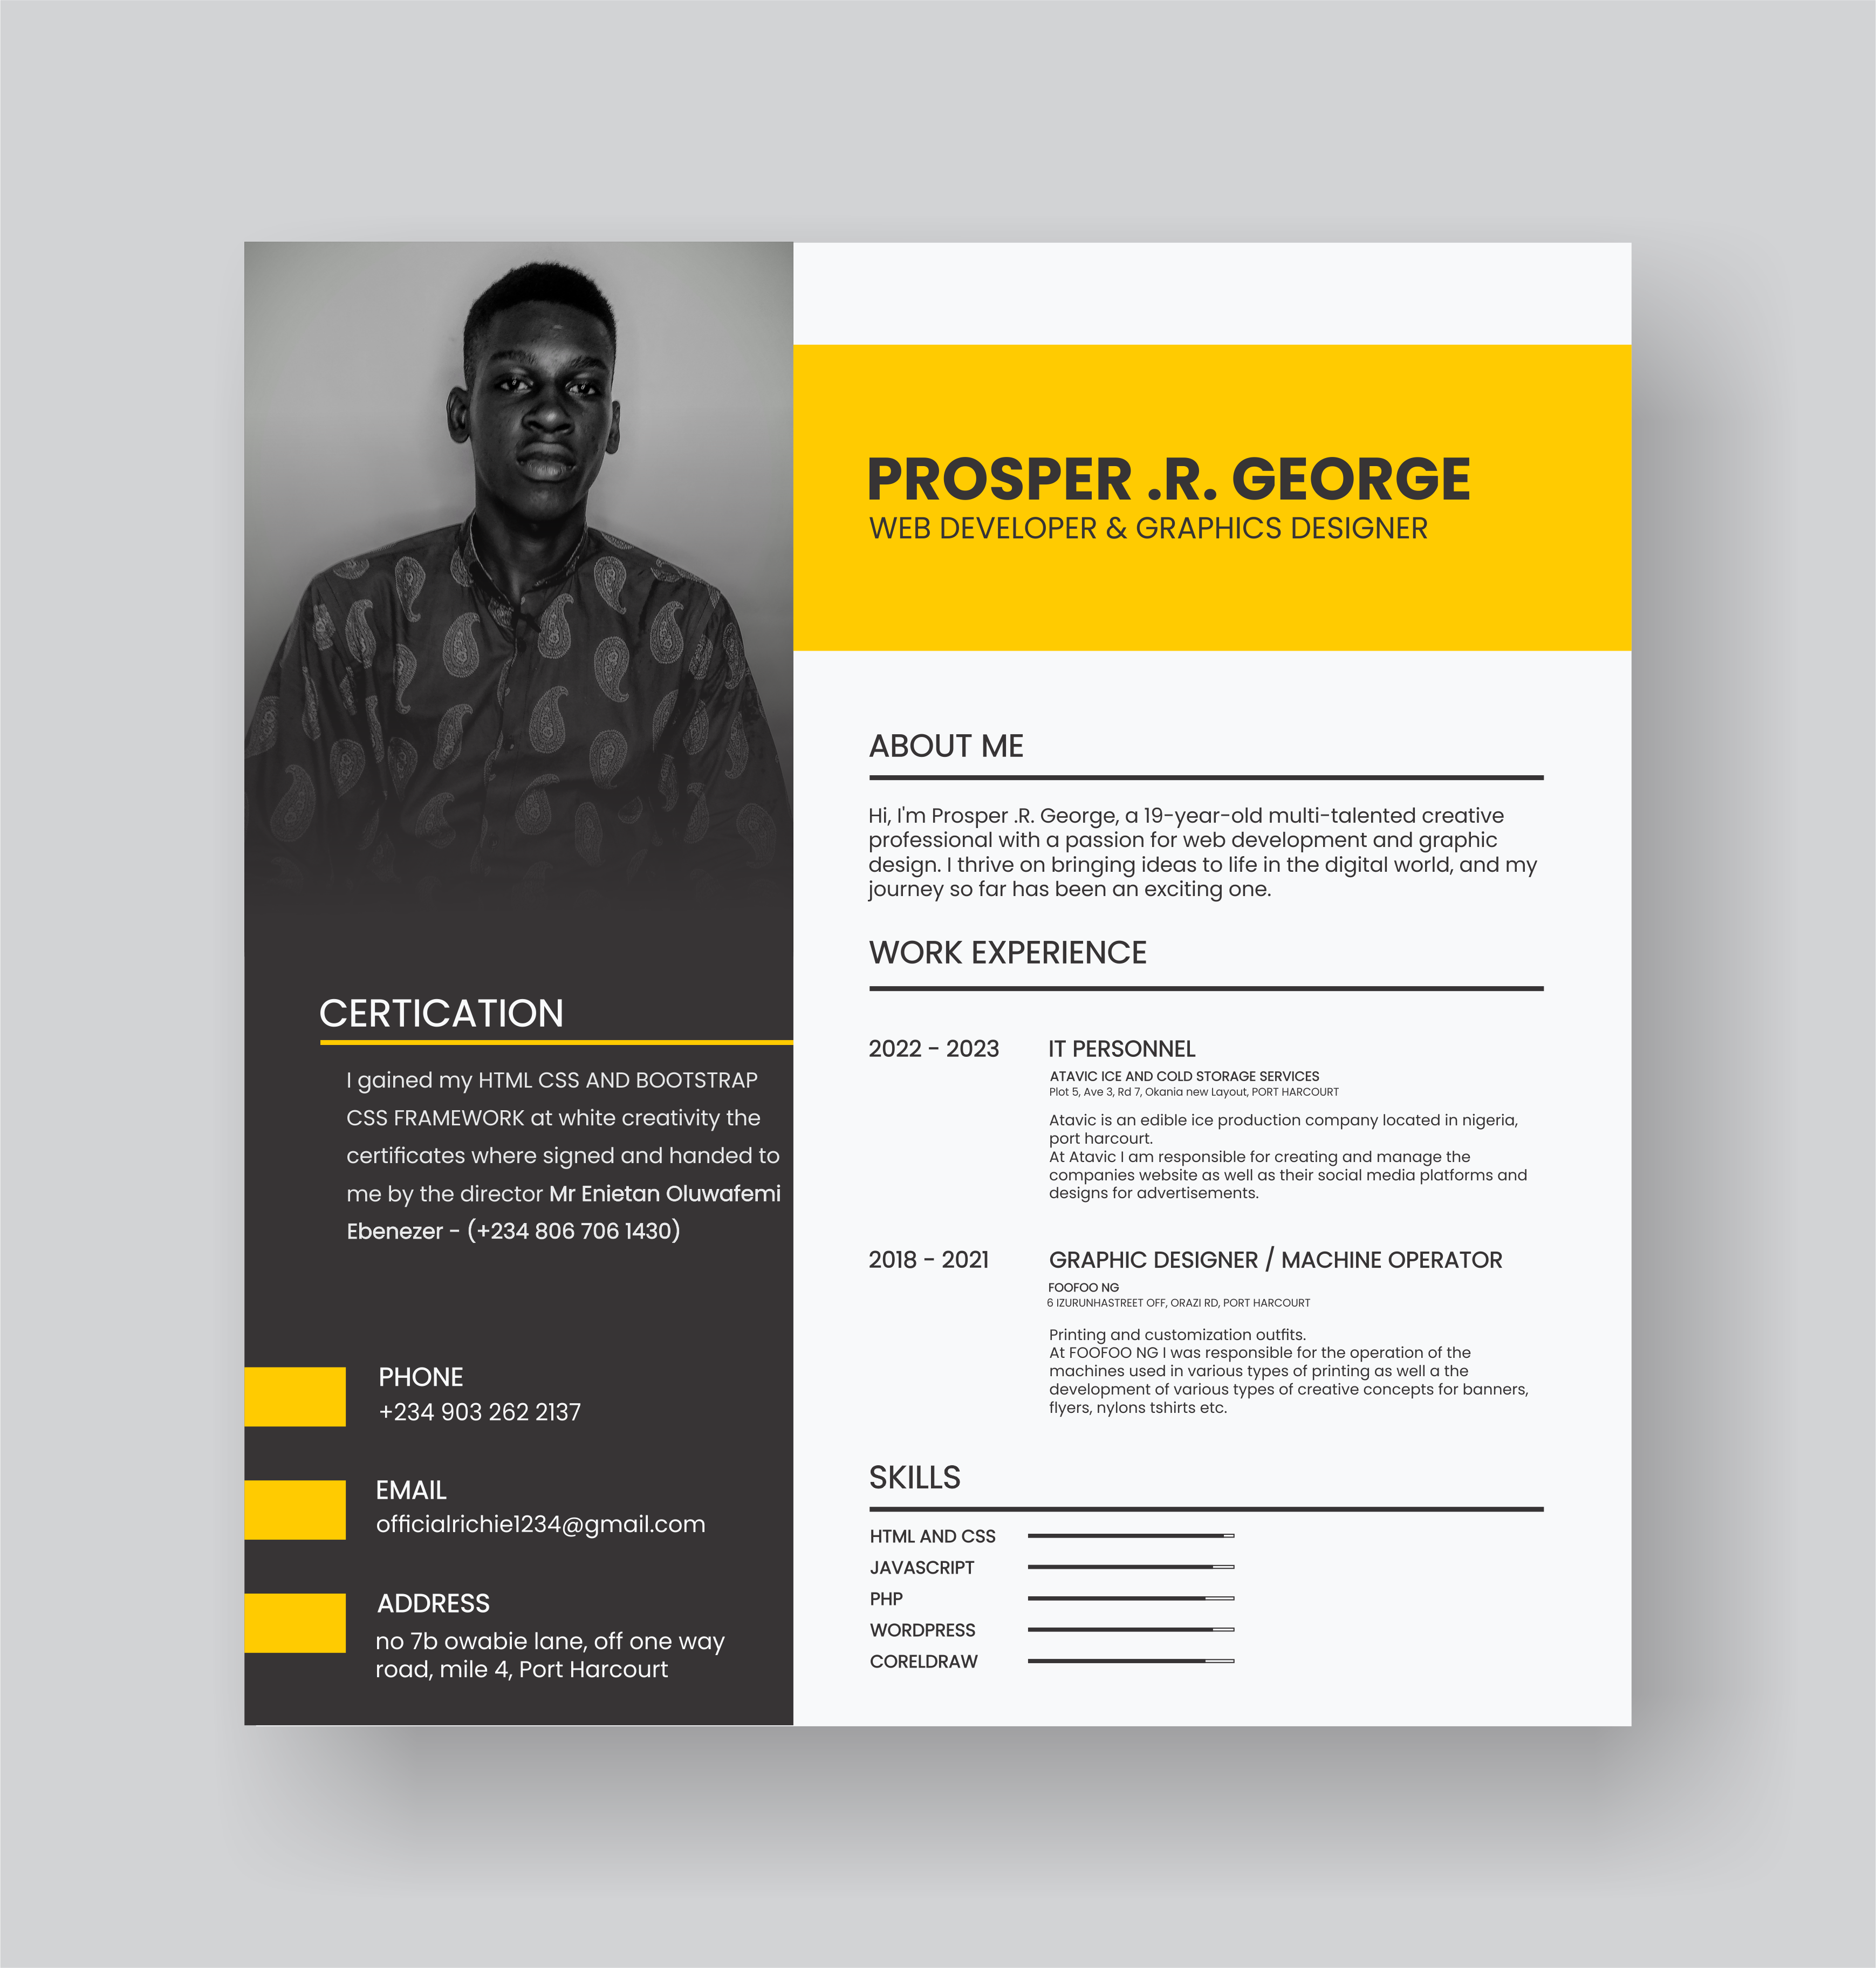 PROSPER .R. GEORGE
WEB DEVELOPER & GRAPHICS DESIGNER
ABOUT ME
Hi, I'm Prosper .R. George, a 19-year-old multi-talented creative
professional with a passion for web development and graphic
design. I thrive on bringing ideas to life in the digital world, and my
journey so far has been an exciting one.
WORK EXPERIENCE
2022 - 2023
IT PERSONNEL
ATAVIC ICE AND COLD STORAGE SERVICES
Plot 5, Ave 3, Rd 7, Okania new Layout, PORT HARCOURT
Atavic is an edible ice production company located in nigeria,
port harcourt.
At Atavic I am responsible for creating and manage the
companies website as well as their social media platforms and
designs for advertisements.
2018 - 2021
GRAPHIC DESIGNER / MACHINE OPERATOR
FOOFOO NG
6 IZURUNHASTREET OFF, ORAZI RD, PORT HARCOURT
Printing and customization outfits.
At FOOFOO NG I was responsible for the operation of the
machines used in various types of printing as well a the
development of various types of creative concepts for banners,
flyers, nylons tshirts etc.
SKILLS
HTML AND CSS
JAVASCRIPT
PHP
WORDPRESS
CORELDRAW
CERTICATION
I gained my HTML CSS AND BOOTSTRAP
CSS FRAMEWORK at white creativity the
certificates where signed and handed to
me by the director Mr Enietan Oluwafemi
Ebenezer - (+234 806 706 1430)
PHONE
+234 903 262 2137
EMAIL
officialrichie1234@gmail.com
ADDRESS
no 7b owabie lane, off one way
road, mile 4, Port Harcourt